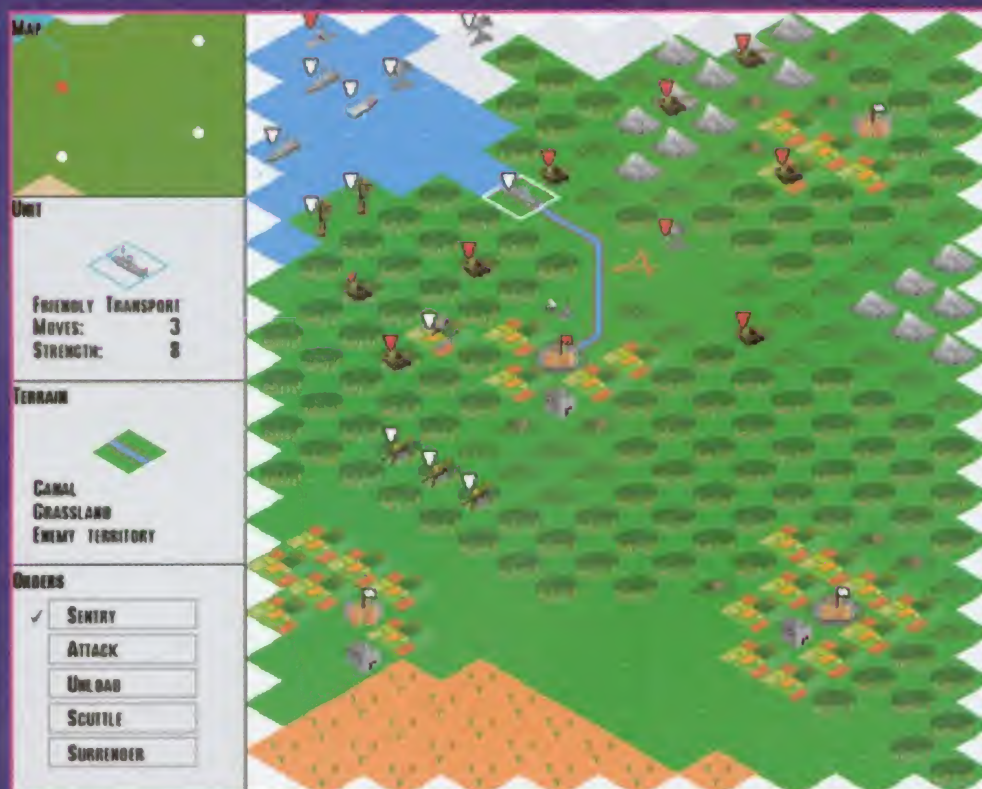 MAP
UNIT
FRIENDLY TRANSPORT
MOVES: 3
STRENGTH: 8
TERRAIN
CANAL
GRASSLAND
ENEMY TERRITORY
ORDERS
✓ SENTRY
ATTACK
UNLOAD
SCUTTLE
SURRENDER